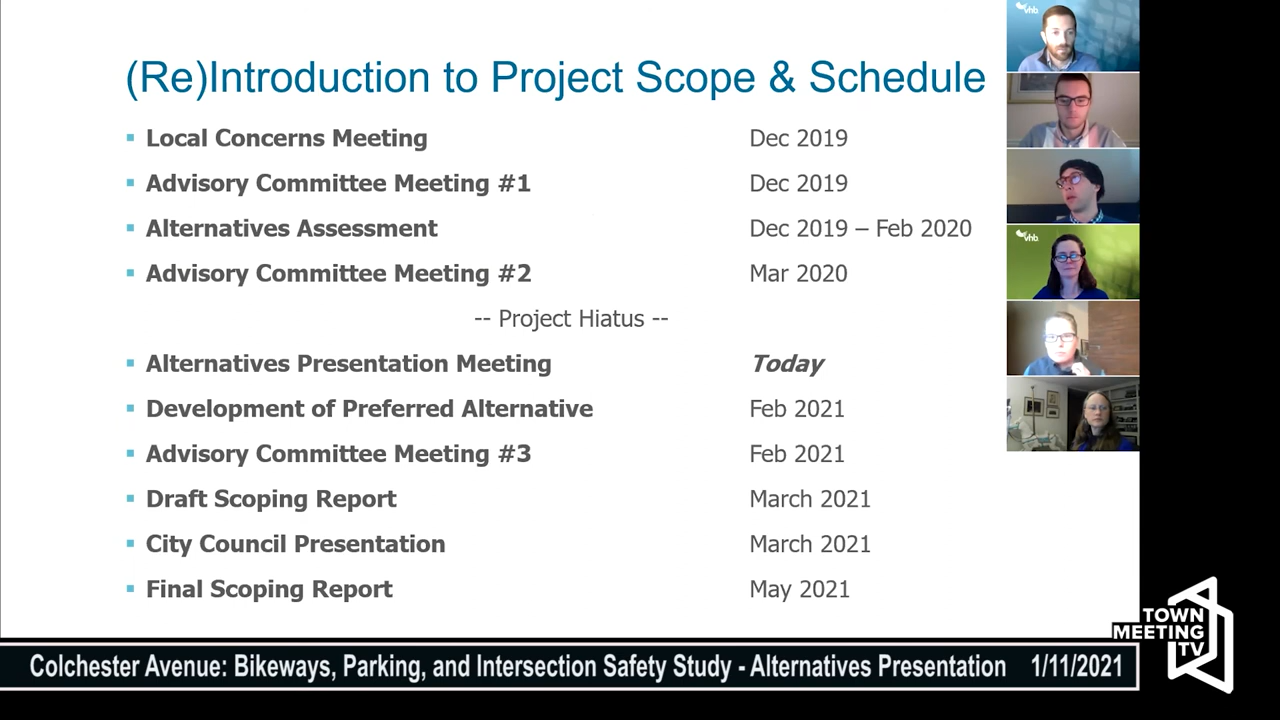 (Re)Introduction to Project Scope & Schedule
Local Concerns Meeting Dec 2019
Advisory Committee Meeting #1 Dec 2019
Alternatives Assessment Dec 2019 – Feb 2020
Advisory Committee Meeting #2 Mar 2020
-- Project Hiatus --
Alternatives Presentation Meeting Today
Development of Preferred Alternative Feb 2021
Advisory Committee Meeting #3 Feb 2021
Draft Scoping Report March 2021
City Council Presentation March 2021
Final Scoping Report May 2021
vhb
vhb
TOWN
MEETING
TV
Colchester Avenue: Bikeways, Parking, and Intersection Safety Study - Alternatives Presentation 1/11/2021